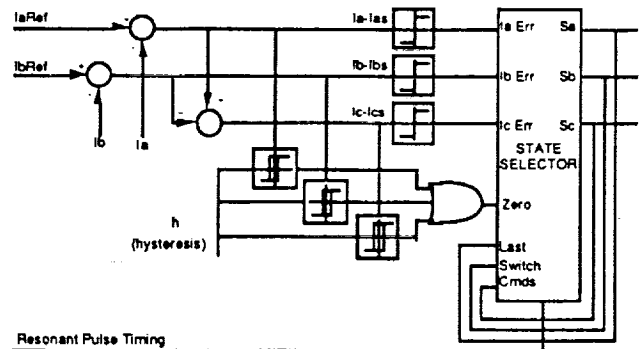 IaRef
Ia-Ias
Ia Err
Sa
IbRef
Ib-Ibs
Ib Err
Sb
Ic-Ics
Ic Err
Sc
Ib
Ia
STATE
SELECTOR
h
(hysteresis)
Zero
Last
Switch
Cmds
Resonant Pulse Timing